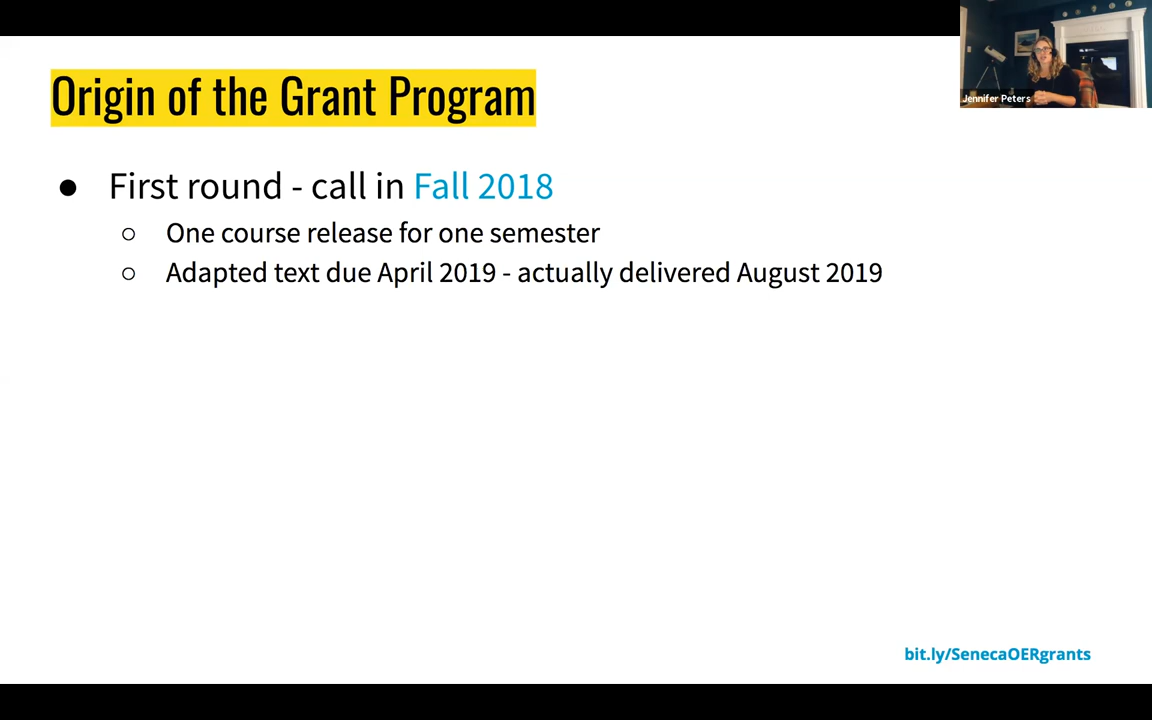 Origin of the Grant Program
Jennifer Peters
● First round - call in Fall 2018
○ One course release for one semester
○ Adapted text due April 2019 - actually delivered August 2019
bit.ly/SenecaOERgrants